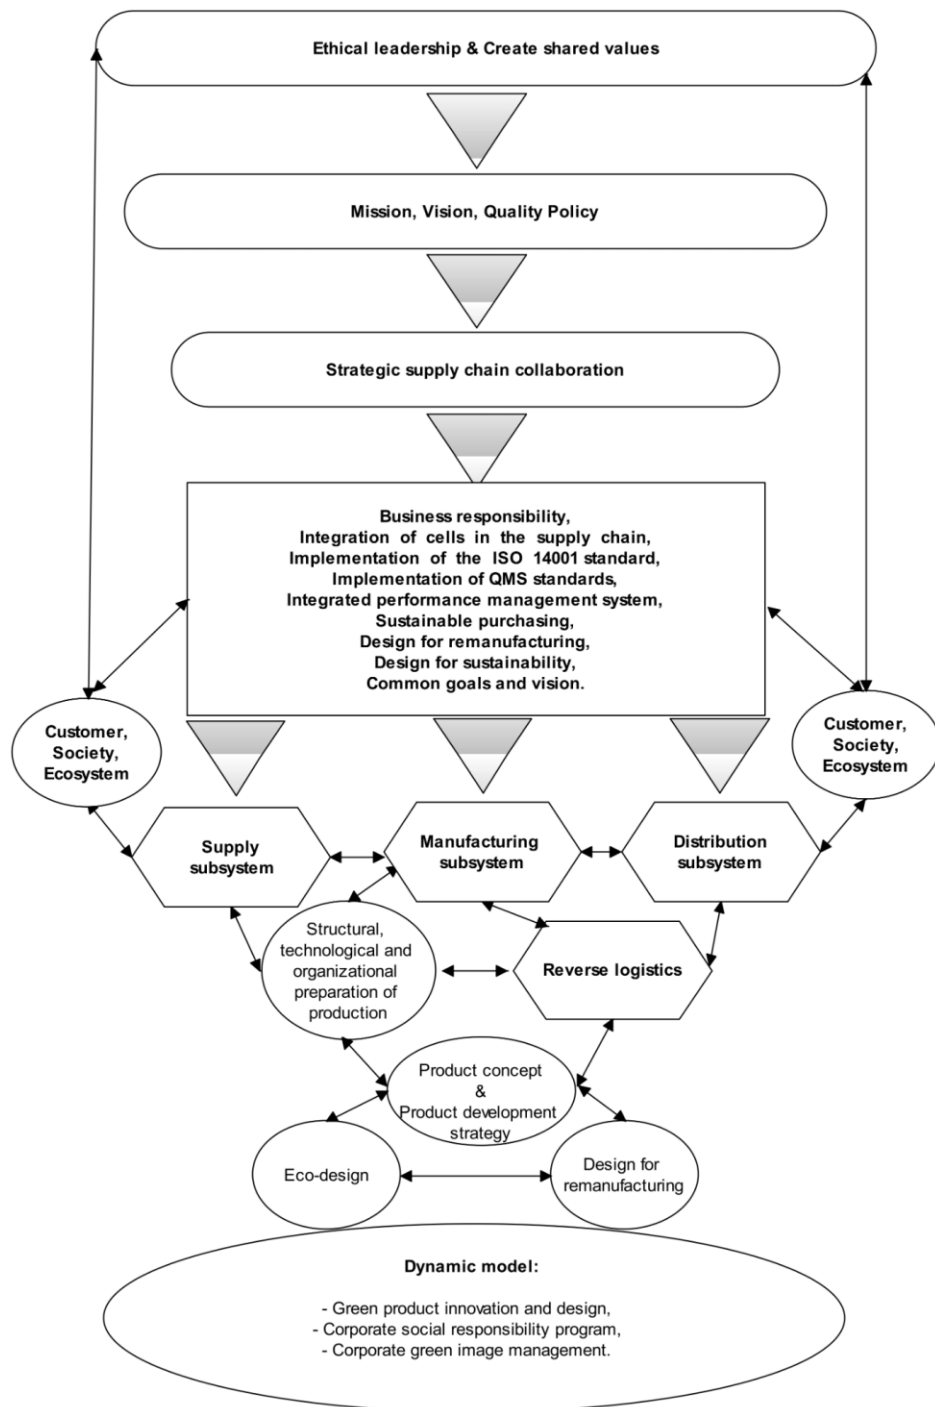 Ethical leadership & Create shared values
Mission, Vision, Quality Policy
Strategic supply chain collaboration
Business responsibility,
Integration of cells in the supply chain,
Implementation of the ISO 14001 standard,
Implementation of QMS standards,
Integrated performance management system,
Sustainable purchasing,
Design for remanufacturing,
Design for sustainability,
Common goals and vision.
Customer,
Society,
Ecosystem
Customer,
Society,
Ecosystem
Supply
subsystem
Manufacturing
subsystem
Distribution
subsystem
Structural,
technological and
organizational
preparation of
production
Reverse logistics
Product concept
&
Product development
strategy
Eco-design
Design for
remanufacturing
Dynamic model:
- Green product innovation and design,
- Corporate social responsibility program,
- Corporate green image management.